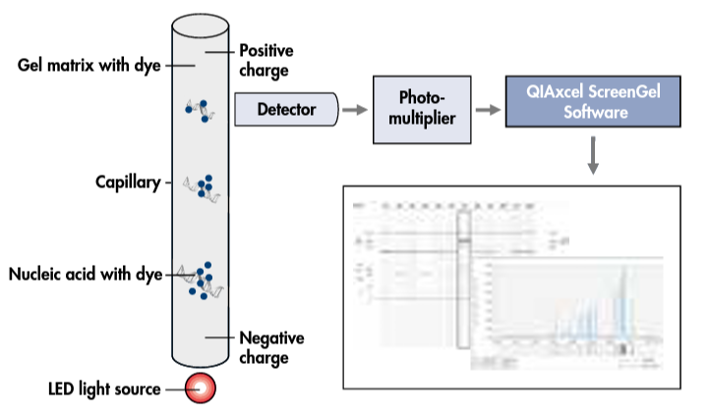 Positive
charge
Gel matrix with dye
Detector
Photo-
multiplier
QIAxcel ScreenGel
Software
Capillary
Nucleic acid with dye
Negative
charge
LED light source